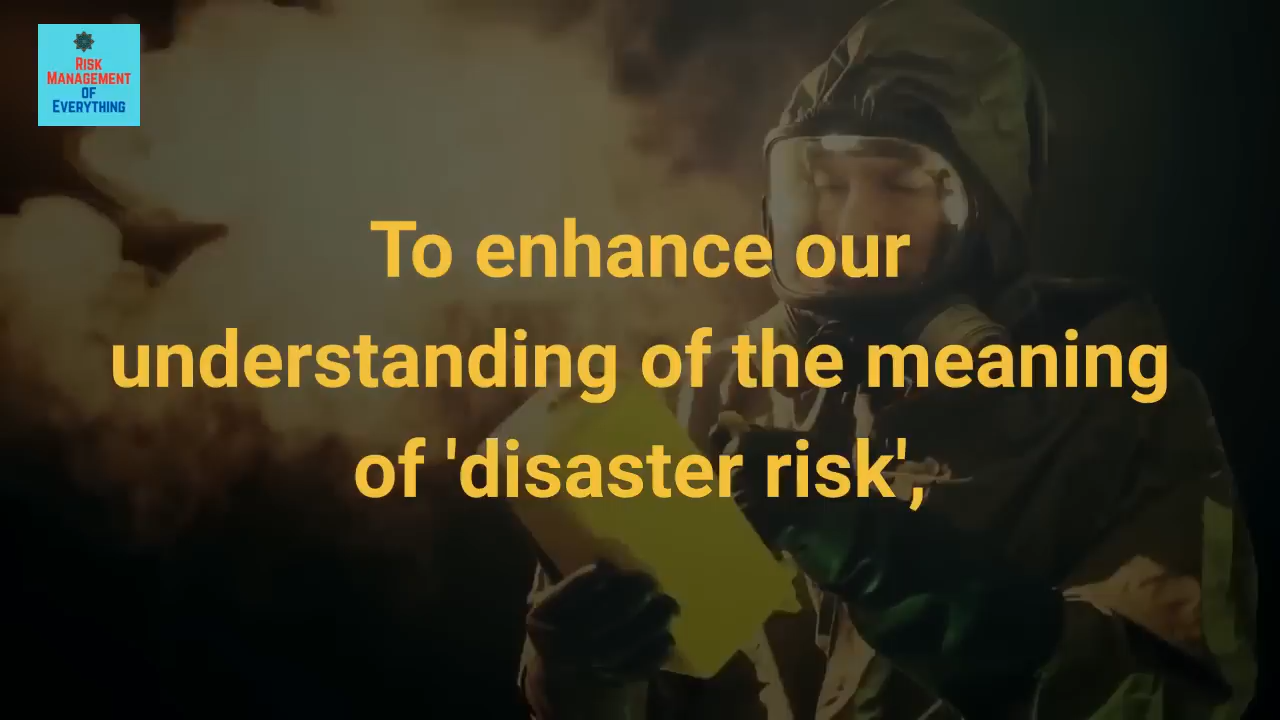 RISK
MANAGEMENT
OF
EVERYTHING
To enhance our
understanding of the meaning
of 'disaster risk',